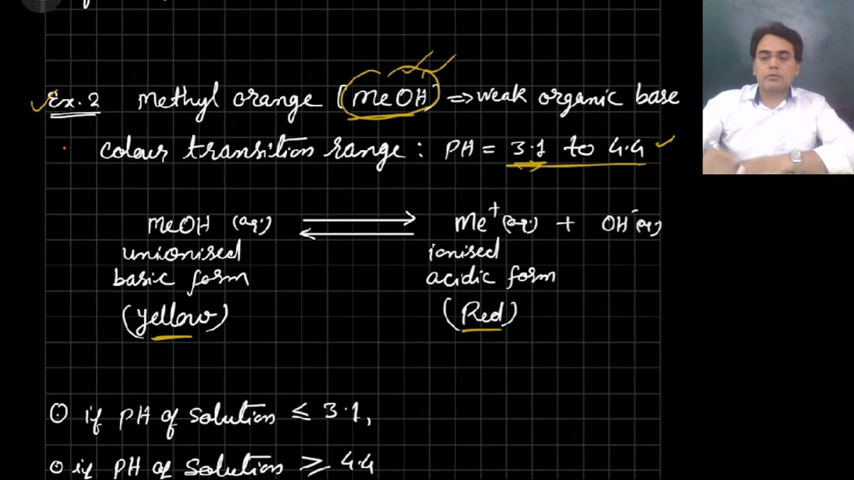 Ex. 2 Methyl orange [MeOH] ⇒ weak organic base
colour transition range: PH = 3.1 to 4.4
MeOH (aq.) ⇌ Me+(aq.) + OH-(aq)
unionised ionised
basic form acidic form
(yellow) (Red)
⊙ if PH of solution ≤ 3.1,
⊙ if PH of solution ≥ 4.4